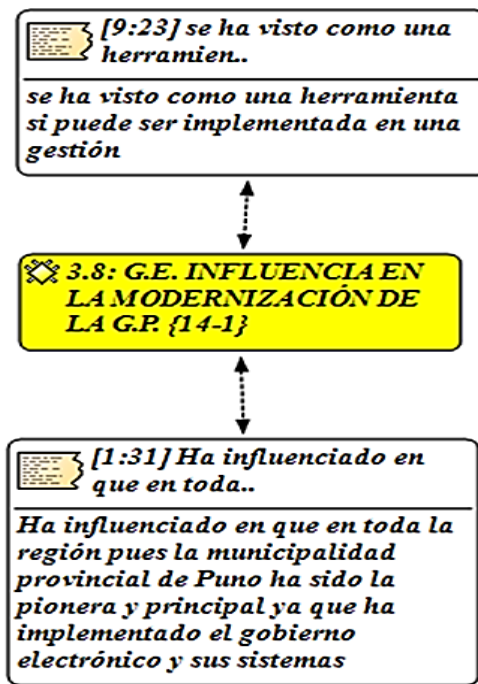 [9:23] se ha visto como una
herramien..
se ha visto como una herramienta
si puede ser implementada en una
gestión
3.8: G.E. INFLUENCIA EN
LA MODERNIZACIÓN DE
LA G.P. {14-1}
[1:31] Ha influenciado en
que en toda..
Ha influenciado en que en toda la
región pues la municipalidad
provincial de Puno ha sido la
pionera y principal ya que ha
implementado el gobierno
electrónico y sus sistemas